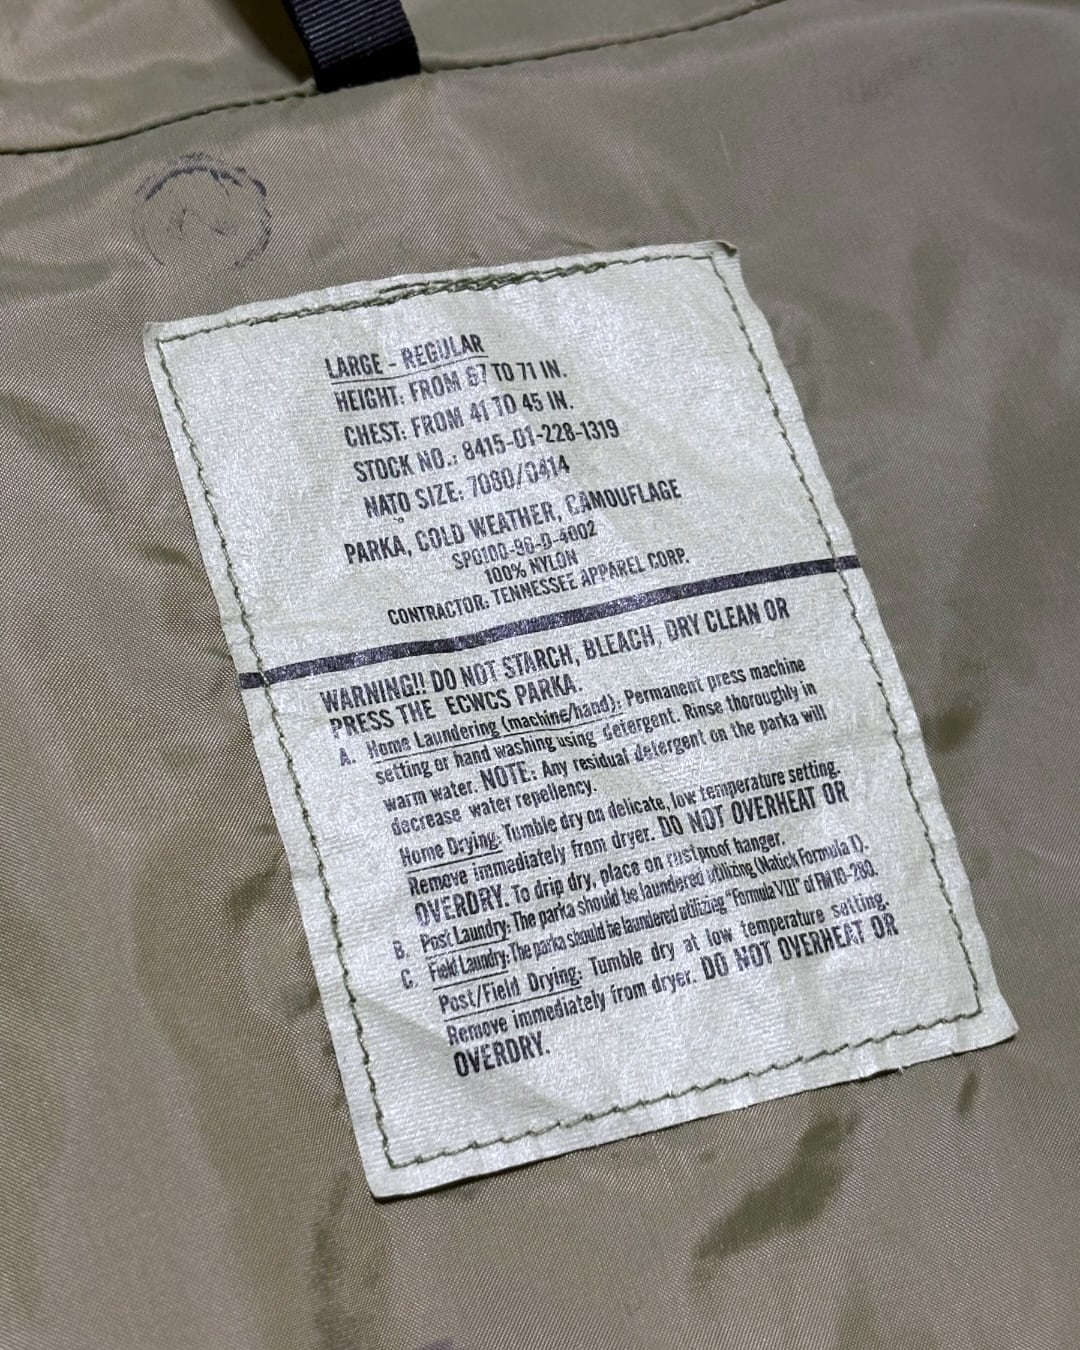 LARGE - REGULAR
HEIGHT: FROM 67 TO 71 IN.
CHEST: FROM 41 TO 45 IN.
STOCK NO.: 8415-01-228-1319
NATO SIZE: 7080/0414
PARKA, COLD WEATHER, CAMOUFLAGE
SPO100-98-D-4002
100% NYLON
CONTRACTOR: TENNESSEE APPAREL CORP.
WARNING!! DO NOT STARCH, BLEACH, DRY CLEAN OR
PRESS THE ECWCS PARKA.
A. Home Laundering (machine/hand): Permanent press machine
setting or hand washing using detergent. Rinse thoroughly in
warm water. NOTE: Any residual detergent on the parka will
decrease water repellency.
Home Drying: Tumble dry on delicate, low temperature setting.
Remove immediately from dryer. DO NOT OVERHEAT OR
OVERDRY. To drip dry, place on rustproof hanger.
B. Post Laundry: The parka should be laundered utilizing (Natick Formula I).
C. Field Laundry: The parka should be laundered utilizing "Formula VIII" of FM 10-280.
Post/Field Drying: Tumble dry at low temperature setting.
Remove immediately from dryer. DO NOT OVERHEAT OR
OVERDRY.